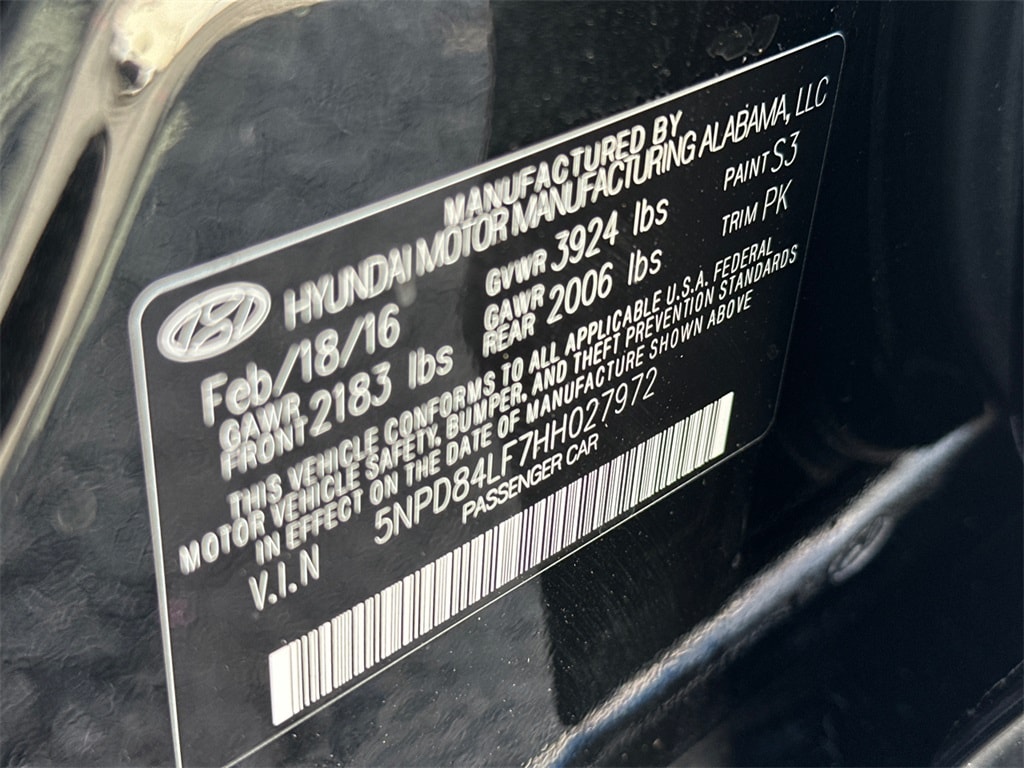 MANUFACTURED BY
HYUNDAI MOTOR MANUFACTURING ALABAMA, LLC
Feb/18/16 GVWR 3924 lbs PAINT S3
GAWR FRONT 2183 lbs GAWR REAR 2006 lbs TRIM PK
THIS VEHICLE CONFORMS TO ALL APPLICABLE U.S.A. FEDERAL
MOTOR VEHICLE SAFETY, BUMPER, AND THEFT PREVENTION STANDARDS
IN EFFECT ON THE DATE OF MANUFACTURE SHOWN ABOVE
V.I.N 5NPD84LF7HH027972
PASSENGER CAR